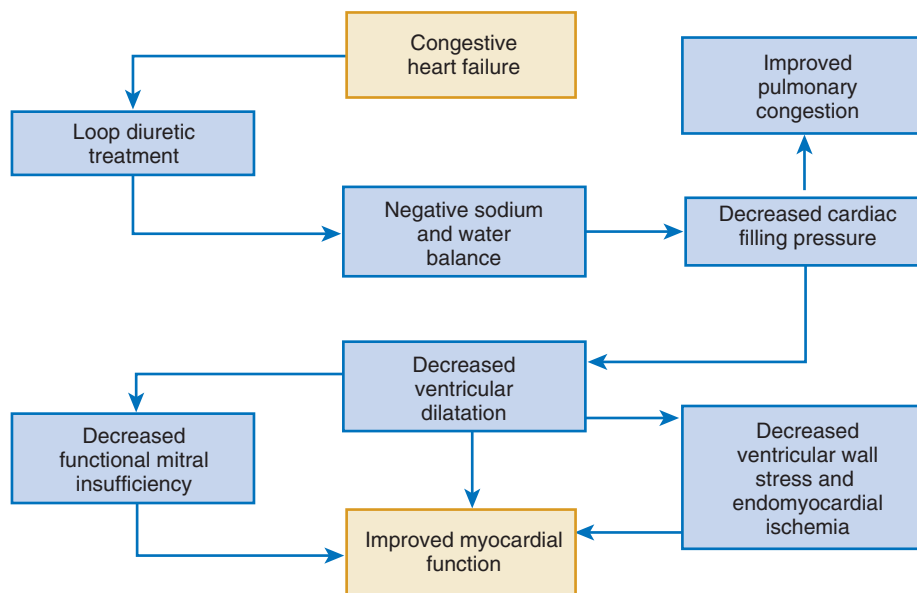 Congestive
heart failure
Improved
pulmonary
congestion
Loop diuretic
treatment
Negative sodium
and water
balance
Decreased cardiac
filling pressure
Decreased
ventricular
dilatation
Decreased
functional mitral
insufficiency
Decreased
ventricular wall
stress and
endomyocardial
ischemia
Improved myocardial
function